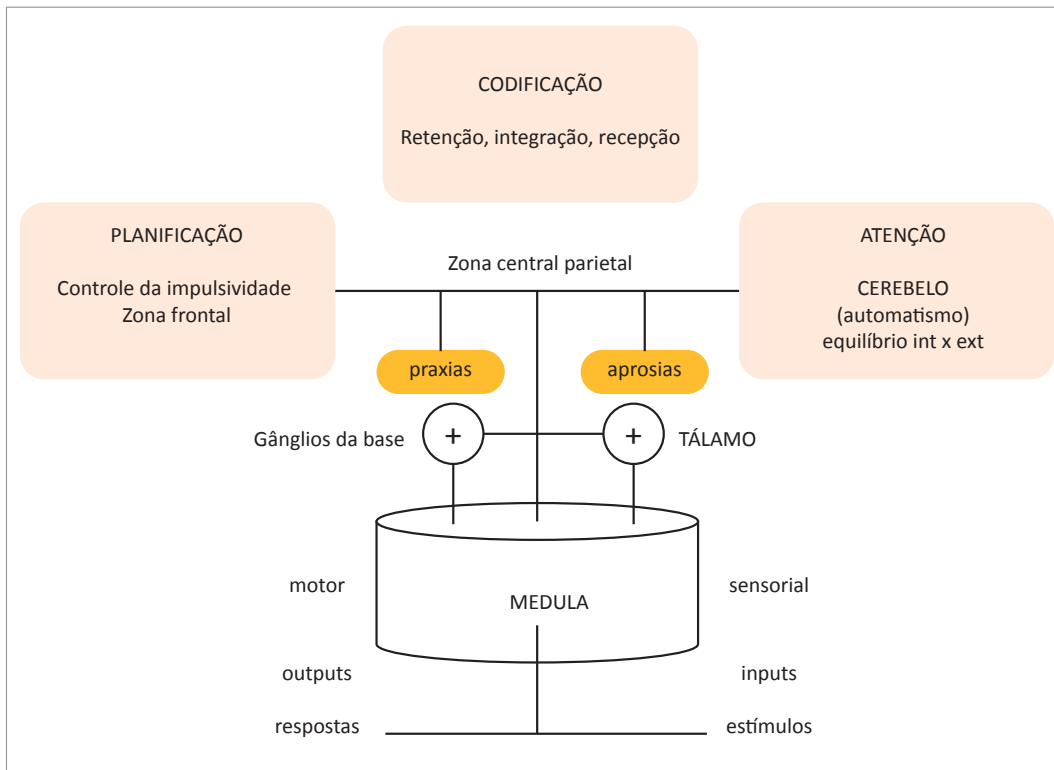 CODIFICAÇÃO
Retenção, integração, recepção
PLANIFICAÇÃO
Controle da impulsividade
Zona frontal
ATENÇÃO
CEREBELO
(automatismo)
equilíbrio int x ext
Zona central parietal
praxias
aprosias
Gânglios da base
+
+
TÁLAMO
motor
MEDULA
sensorial
outputs
inputs
respostas
estímulos